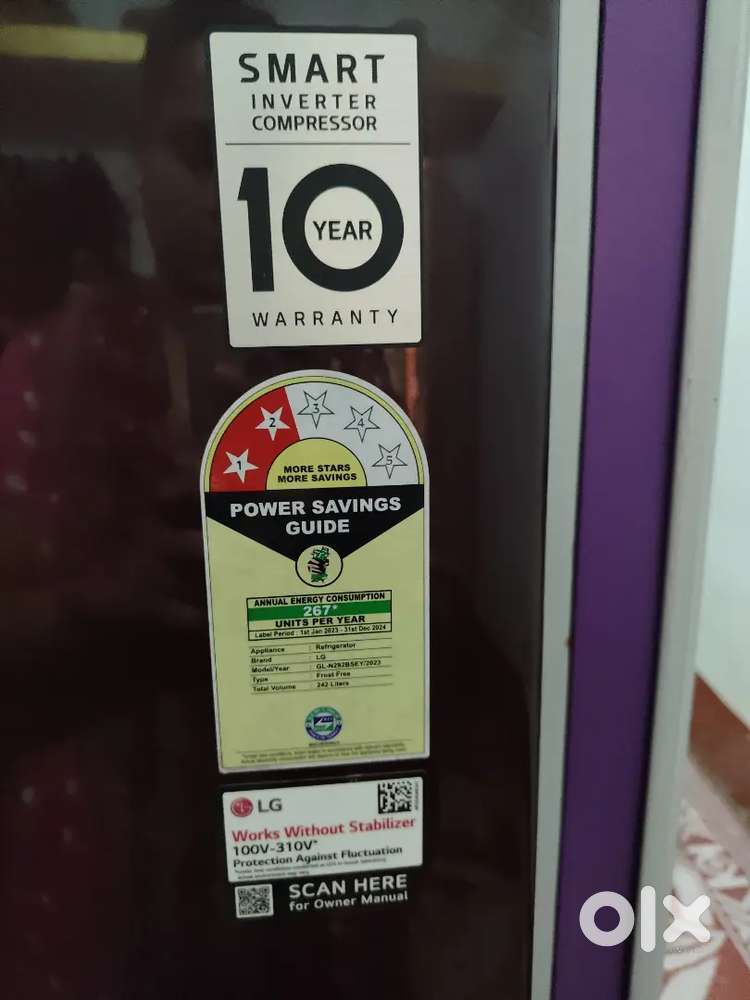 SMART
INVERTER
COMPRESSOR
10
YEAR
WARRANTY
1 2 3 4 5
MORE STARS
MORE SAVINGS
POWER SAVINGS
GUIDE
ANNUAL ENERGY CONSUMPTION
267*
UNITS PER YEAR
Label Period : 1st Jan 2023 - 31st Dec 2024
Appliance : Refrigerator
Brand : LG
Model/Year : GL-N292BSEY/2023
Type : Frost Free
Total Volume : 242 Liters
LG
Works Without Stabilizer
100V-310V*
Protection Against Fluctuation
SCAN HERE
for Owner Manual
olx